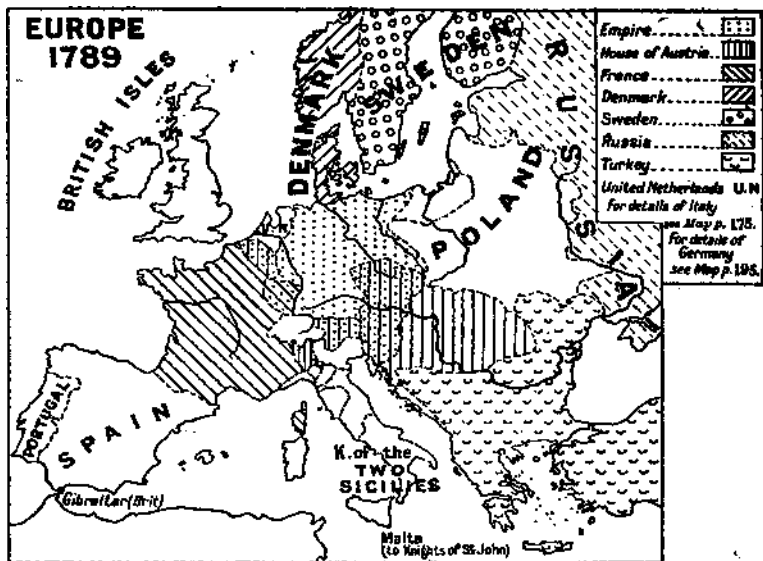 EUROPE
1789
BRITISH ISLES
DENMARK
SWEDEN
RUSSIA
POLAND
PORTUGAL
SPAIN
Gibraltar (Brit)
K. of the
TWO
SICILIES
Malta
(to Knights of St. John)
Empire
House of Austria
France
Denmark
Sweden
Russia
Turkey
United Netherlands U.N
For details of Italy
see Map p. 175.
For details of
Germany
see Map p. 195.